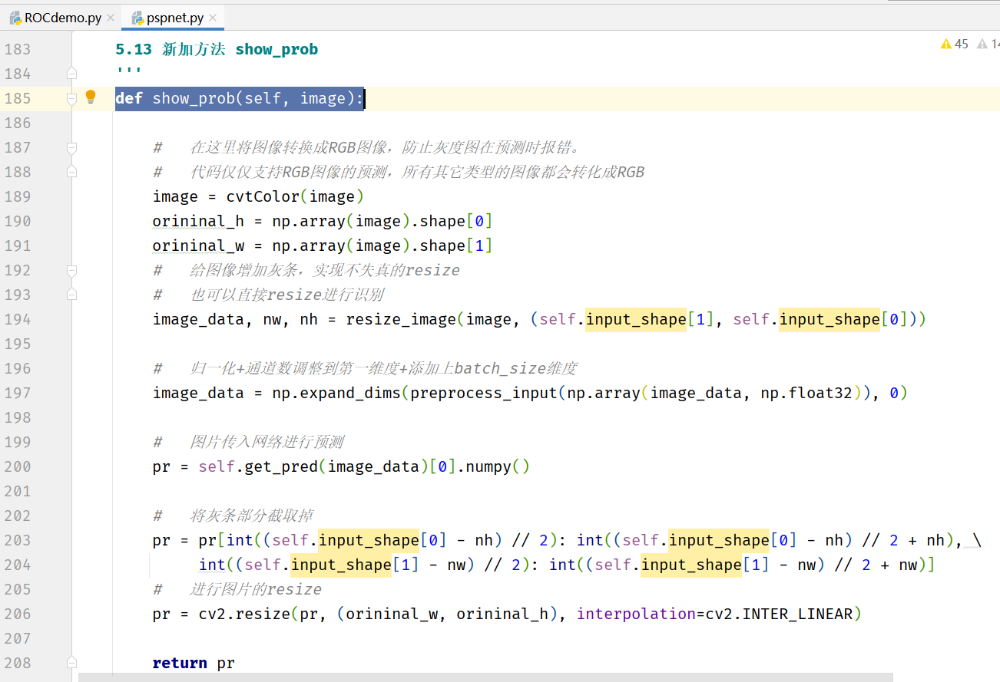 ROCdemo.py × pspnet.py ×
45 14
183 5.13 新加方法 show_prob
184 '''
185 def show_prob(self, image):
186
187 # 在这里将图像转换成RGB图像，防止灰度图在预测时报错。
188 # 代码仅仅支持RGB图像的预测，所有其它类型的图像都会转化成RGB
189 image = cvtColor(image)
190 orininal_h = np.array(image).shape[0]
191 orininal_w = np.array(image).shape[1]
192 # 给图像增加灰条，实现不失真的resize
193 # 也可以直接resize进行识别
194 image_data, nw, nh = resize_image(image, (self.input_shape[1], self.input_shape[0]))
195
196 # 归一化+通道数调整到第一维度+添加上batch_size维度
197 image_data = np.expand_dims(preprocess_input(np.array(image_data, np.float32)), 0)
198
199 # 图片传入网络进行预测
200 pr = self.get_pred(image_data)[0].numpy()
201
202 # 将灰条部分截取掉
203 pr = pr[int((self.input_shape[0] - nh) // 2): int((self.input_shape[0] - nh) // 2 + nh), \
204 int((self.input_shape[1] - nw) // 2): int((self.input_shape[1] - nw) // 2 + nw)]
205 # 进行图片的resize
206 pr = cv2.resize(pr, (orininal_w, orininal_h), interpolation=cv2.INTER_LINEAR)
207
208 return pr